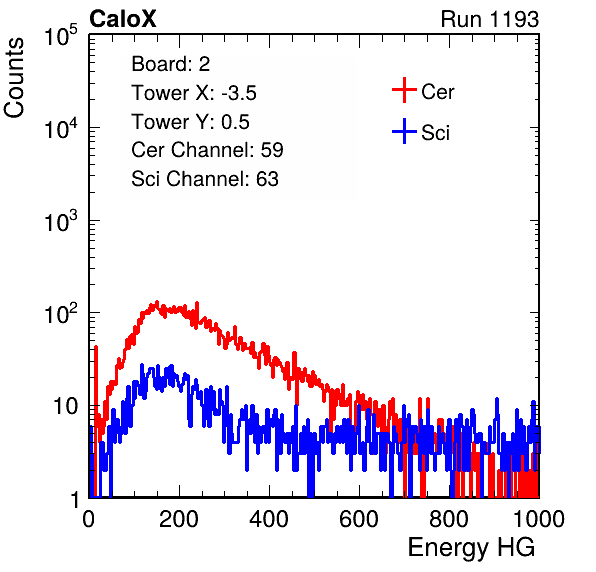 CaloX Run 1193
Counts
10^5
10^4
10^3
10^2
10
1
Board: 2
Tower X: -3.5
Tower Y: 0.5
Cer Channel: 59
Sci Channel: 63
Cer
Sci
0 200 400 600 800 1000
Energy HG